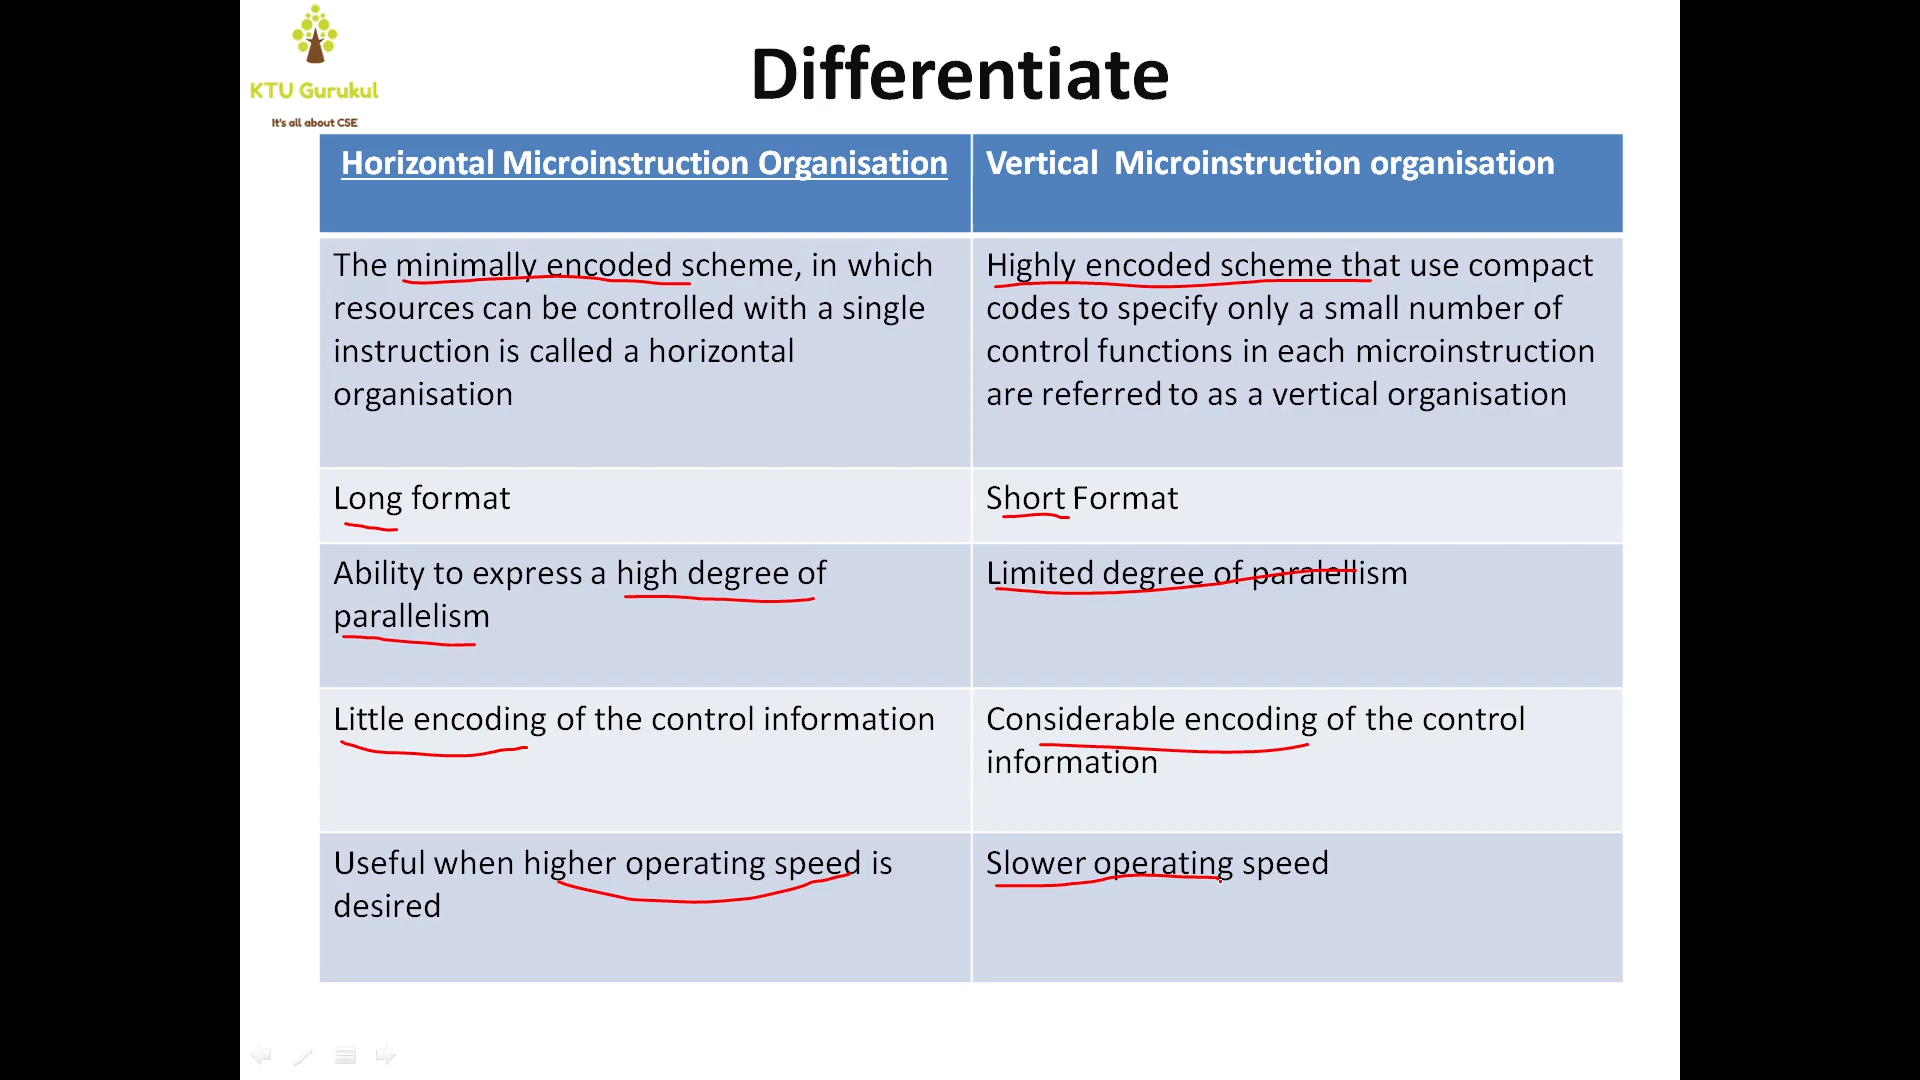 KTU Gurukul
It's all about CSE
Differentiate
Horizontal Microinstruction Organisation
Vertical Microinstruction organisation
The minimally encoded scheme, in which
resources can be controlled with a single
instruction is called a horizontal
organisation
Highly encoded scheme that use compact
codes to specify only a small number of
control functions in each microinstruction
are referred to as a vertical organisation
Long format
Short Format
Ability to express a high degree of
parallelism
Limited degree of paralellism
Little encoding of the control information
Considerable encoding of the control
information
Useful when higher operating speed is
desired
Slower operating speed